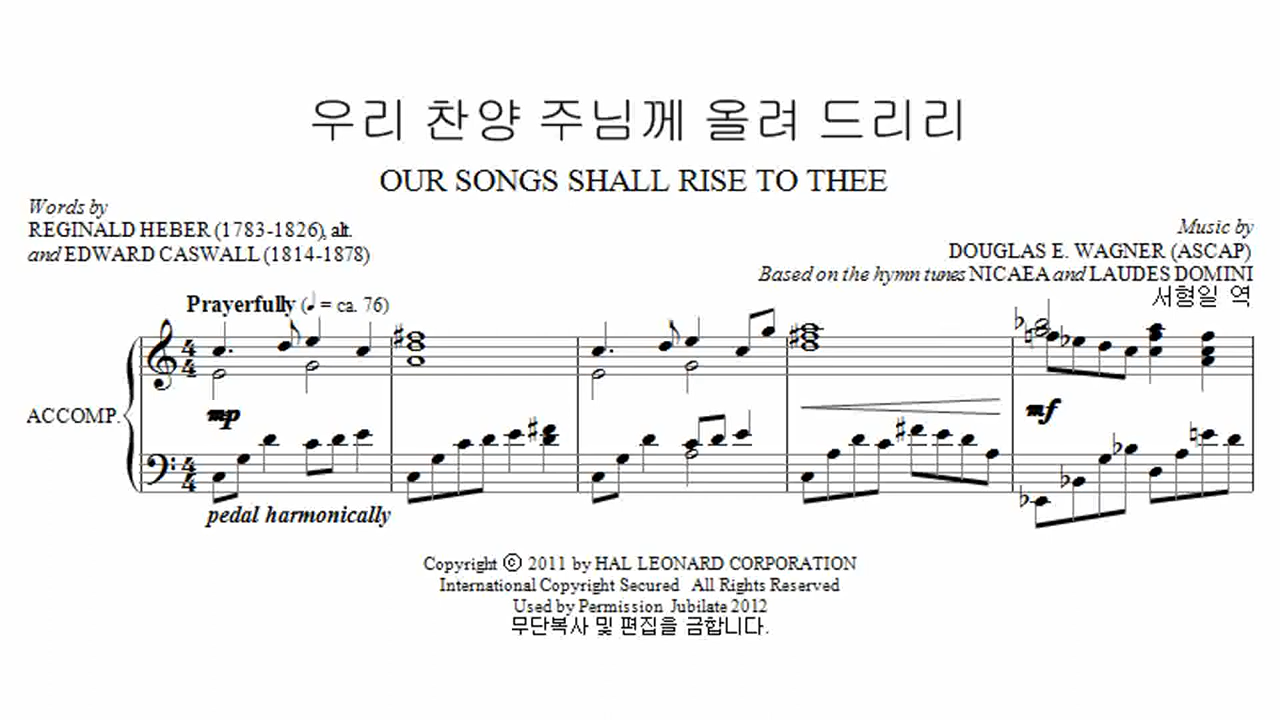 우리 찬양 주님께 올려 드리리
OUR SONGS SHALL RISE TO THEE
Words by
REGINALD HEBER (1783-1826), alt.
and EDWARD CASWALL (1814-1878)
Music by
DOUGLAS E. WAGNER (ASCAP)
Based on the hymn tunes NICAEA and LAUDES DOMINI
서형일 역
Prayerfully (♩ = ca. 76)
ACCOMP.
mp
mf
pedal harmonically
Copyright © 2011 by HAL LEONARD CORPORATION
International Copyright Secured All Rights Reserved
Used by Permission Jubilate 2012
무단복사 및 편집을 금합니다.